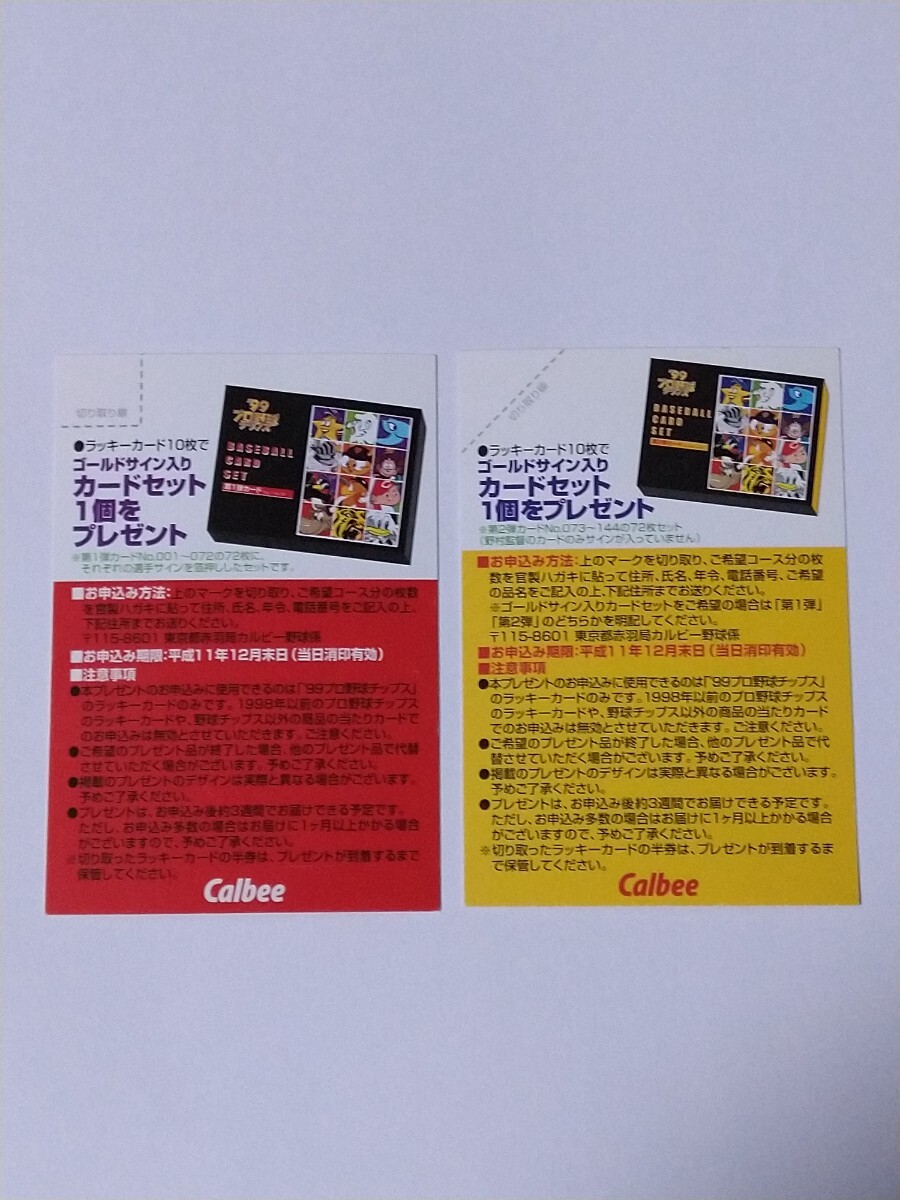 切り取り線
'99
プロ野球
チップス
BASEBALL
CARD
SET
第1弾カード
●ラッキーカード10枚で
ゴールドサイン入り
カードセット
1個を
プレゼント
※第1弾カードNo.001〜072の72枚に、
それぞれの選手サインを箔押ししたセットです。
■お申込み方法:上のマークを切り取り、ご希望コース分の枚数
を官製ハガキに貼って住所、氏名、年令、電話番号をご記入の上、
下記住所までお送りください。
〒115-8601 東京都赤羽局カルビー野球係
■お申込み期限:平成11年12月末日(当日消印有効)
■注意事項
●本プレゼントのお申込みに使用できるのは「'99プロ野球チップス」
のラッキーカードのみです。1998年以前のプロ野球チップス
のラッキーカードや、野球チップス以外の商品の当たりカードで
のお申込みは無効とさせていただきます。ご注意ください。
●ご希望のプレゼント品が終了した場合、他のプレゼント品で代替
させていただく場合がございます。予めご了承ください。
●掲載のプレゼントのデザインは実際と異なる場合がございます。
予めご了承ください。
●プレゼントは、お申込み後約3週間でお届けできる予定です。
ただし、お申込み多数の場合はお届けに1ヶ月以上かかる場合
がございますので、予めご了承ください。
※切り取ったラッキーカードの半券は、プレゼントが到着するまで
保管してください。
Calbee
切り取り線
'99
プロ野球
チップス
BASEBALL
CARD
SET
●ラッキーカード10枚で
ゴールドサイン入り
カードセット
1個をプレゼント
※第2弾カードNo.073〜144の72枚セット
(野村監督のカードのみサインが入っていません)
■お申込み方法:上のマークを切り取り、ご希望コース分の枚
数を官製ハガキに貼って住所、氏名、年令、電話番号、ご希望
の品名をご記入の上、下記住所までお送りください。
※ゴールドサイン入りカードセットをご希望の場合は「第1弾」
「第2弾」のどちらかを明記してください。
〒115-8601 東京都赤羽局カルビー野球係
■お申込み期限:平成11年12月末日(当日消印有効)
■注意事項
●本プレゼントのお申込みに使用できるのは「'99プロ野球チップス」
のラッキーカードのみです。1998年以前のプロ野球チップス
のラッキーカードや、野球チップス以外の商品の当たりカード
でのお申込みは無効とさせていただきます。ご注意ください。
●ご希望のプレゼント品が終了した場合、他のプレゼント品で代
替させていただく場合がございます。予めご了承ください。
●掲載のプレゼントのデザインは実際と異なる場合がございます。
予めご了承ください。
●プレゼントは、お申込み後約3週間でお届けできる予定です。
ただし、お申込み多数の場合はお届けに1ヶ月以上かかる場合
がございますので、予めご了承ください。
※切り取ったラッキーカードの半券は、プレゼントが到着するま
で保管してください。
Calbee